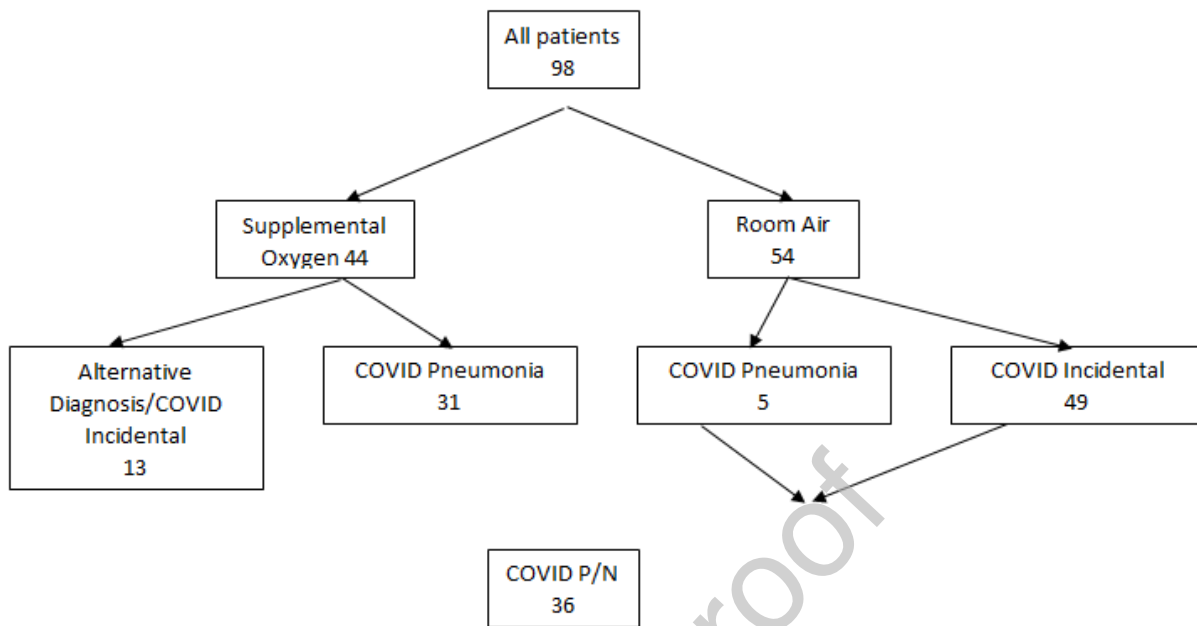 All patients
98
Supplemental
Oxygen 44
Room Air
54
Alternative
Diagnosis/COVID
Incidental
13
COVID Pneumonia
31
COVID Pneumonia
5
COVID Incidental
49
COVID P/N
36
roof